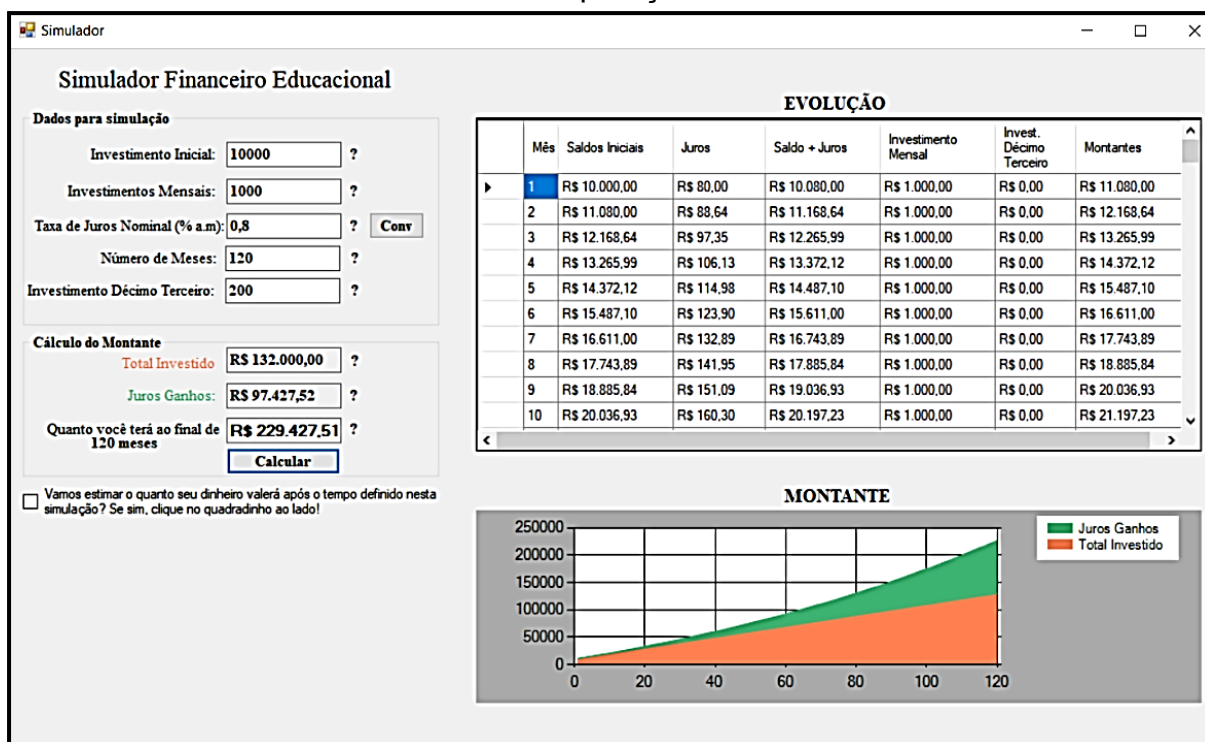 Simulador
Simulador Financeiro Educacional
Dados para simulação
Investimento Inicial: 10000 ?
Investimentos Mensais: 1000 ?
Taxa de Juros Nominal (% a.m): 0,8 ? Conv
Número de Meses: 120 ?
Investimento Décimo Terceiro: 200 ?
Cálculo do Montante
Total Investido R$ 132.000,00 ?
Juros Ganhos: R$ 97.427,52 ?
Quanto você terá ao final de
120 meses R$ 229.427,51 ?
Calcular
Vamos estimar o quanto seu dinheiro valerá após o tempo definido nesta
simulação? Se sim, clique no quadradinho ao lado!
EVOLUÇÃO
Mês Saldos Iniciais Juros Saldo + Juros Investimento Mensal Invest. Décimo Terceiro Montantes
1 R$ 10.000,00 R$ 80,00 R$ 10.080,00 R$ 1.000,00 R$ 0,00 R$ 11.080,00
2 R$ 11.080,00 R$ 88,64 R$ 11.168,64 R$ 1.000,00 R$ 0,00 R$ 12.168,64
3 R$ 12.168,64 R$ 97,35 R$ 12.265,99 R$ 1.000,00 R$ 0,00 R$ 13.265,99
4 R$ 13.265,99 R$ 106,13 R$ 13.372,12 R$ 1.000,00 R$ 0,00 R$ 14.372,12
5 R$ 14.372,12 R$ 114,98 R$ 14.487,10 R$ 1.000,00 R$ 0,00 R$ 15.487,10
6 R$ 15.487,10 R$ 123,90 R$ 15.611,00 R$ 1.000,00 R$ 0,00 R$ 16.611,00
7 R$ 16.611,00 R$ 132,89 R$ 16.743,89 R$ 1.000,00 R$ 0,00 R$ 17.743,89
8 R$ 17.743,89 R$ 141,95 R$ 17.885,84 R$ 1.000,00 R$ 0,00 R$ 18.885,84
9 R$ 18.885,84 R$ 151,09 R$ 19.036,93 R$ 1.000,00 R$ 0,00 R$ 20.036,93
10 R$ 20.036,93 R$ 160,30 R$ 20.197,23 R$ 1.000,00 R$ 0,00 R$ 21.197,23
MONTANTE
250000
200000
150000
100000
50000
0
0 20 40 60 80 100 120
Juros Ganhos
Total Investido